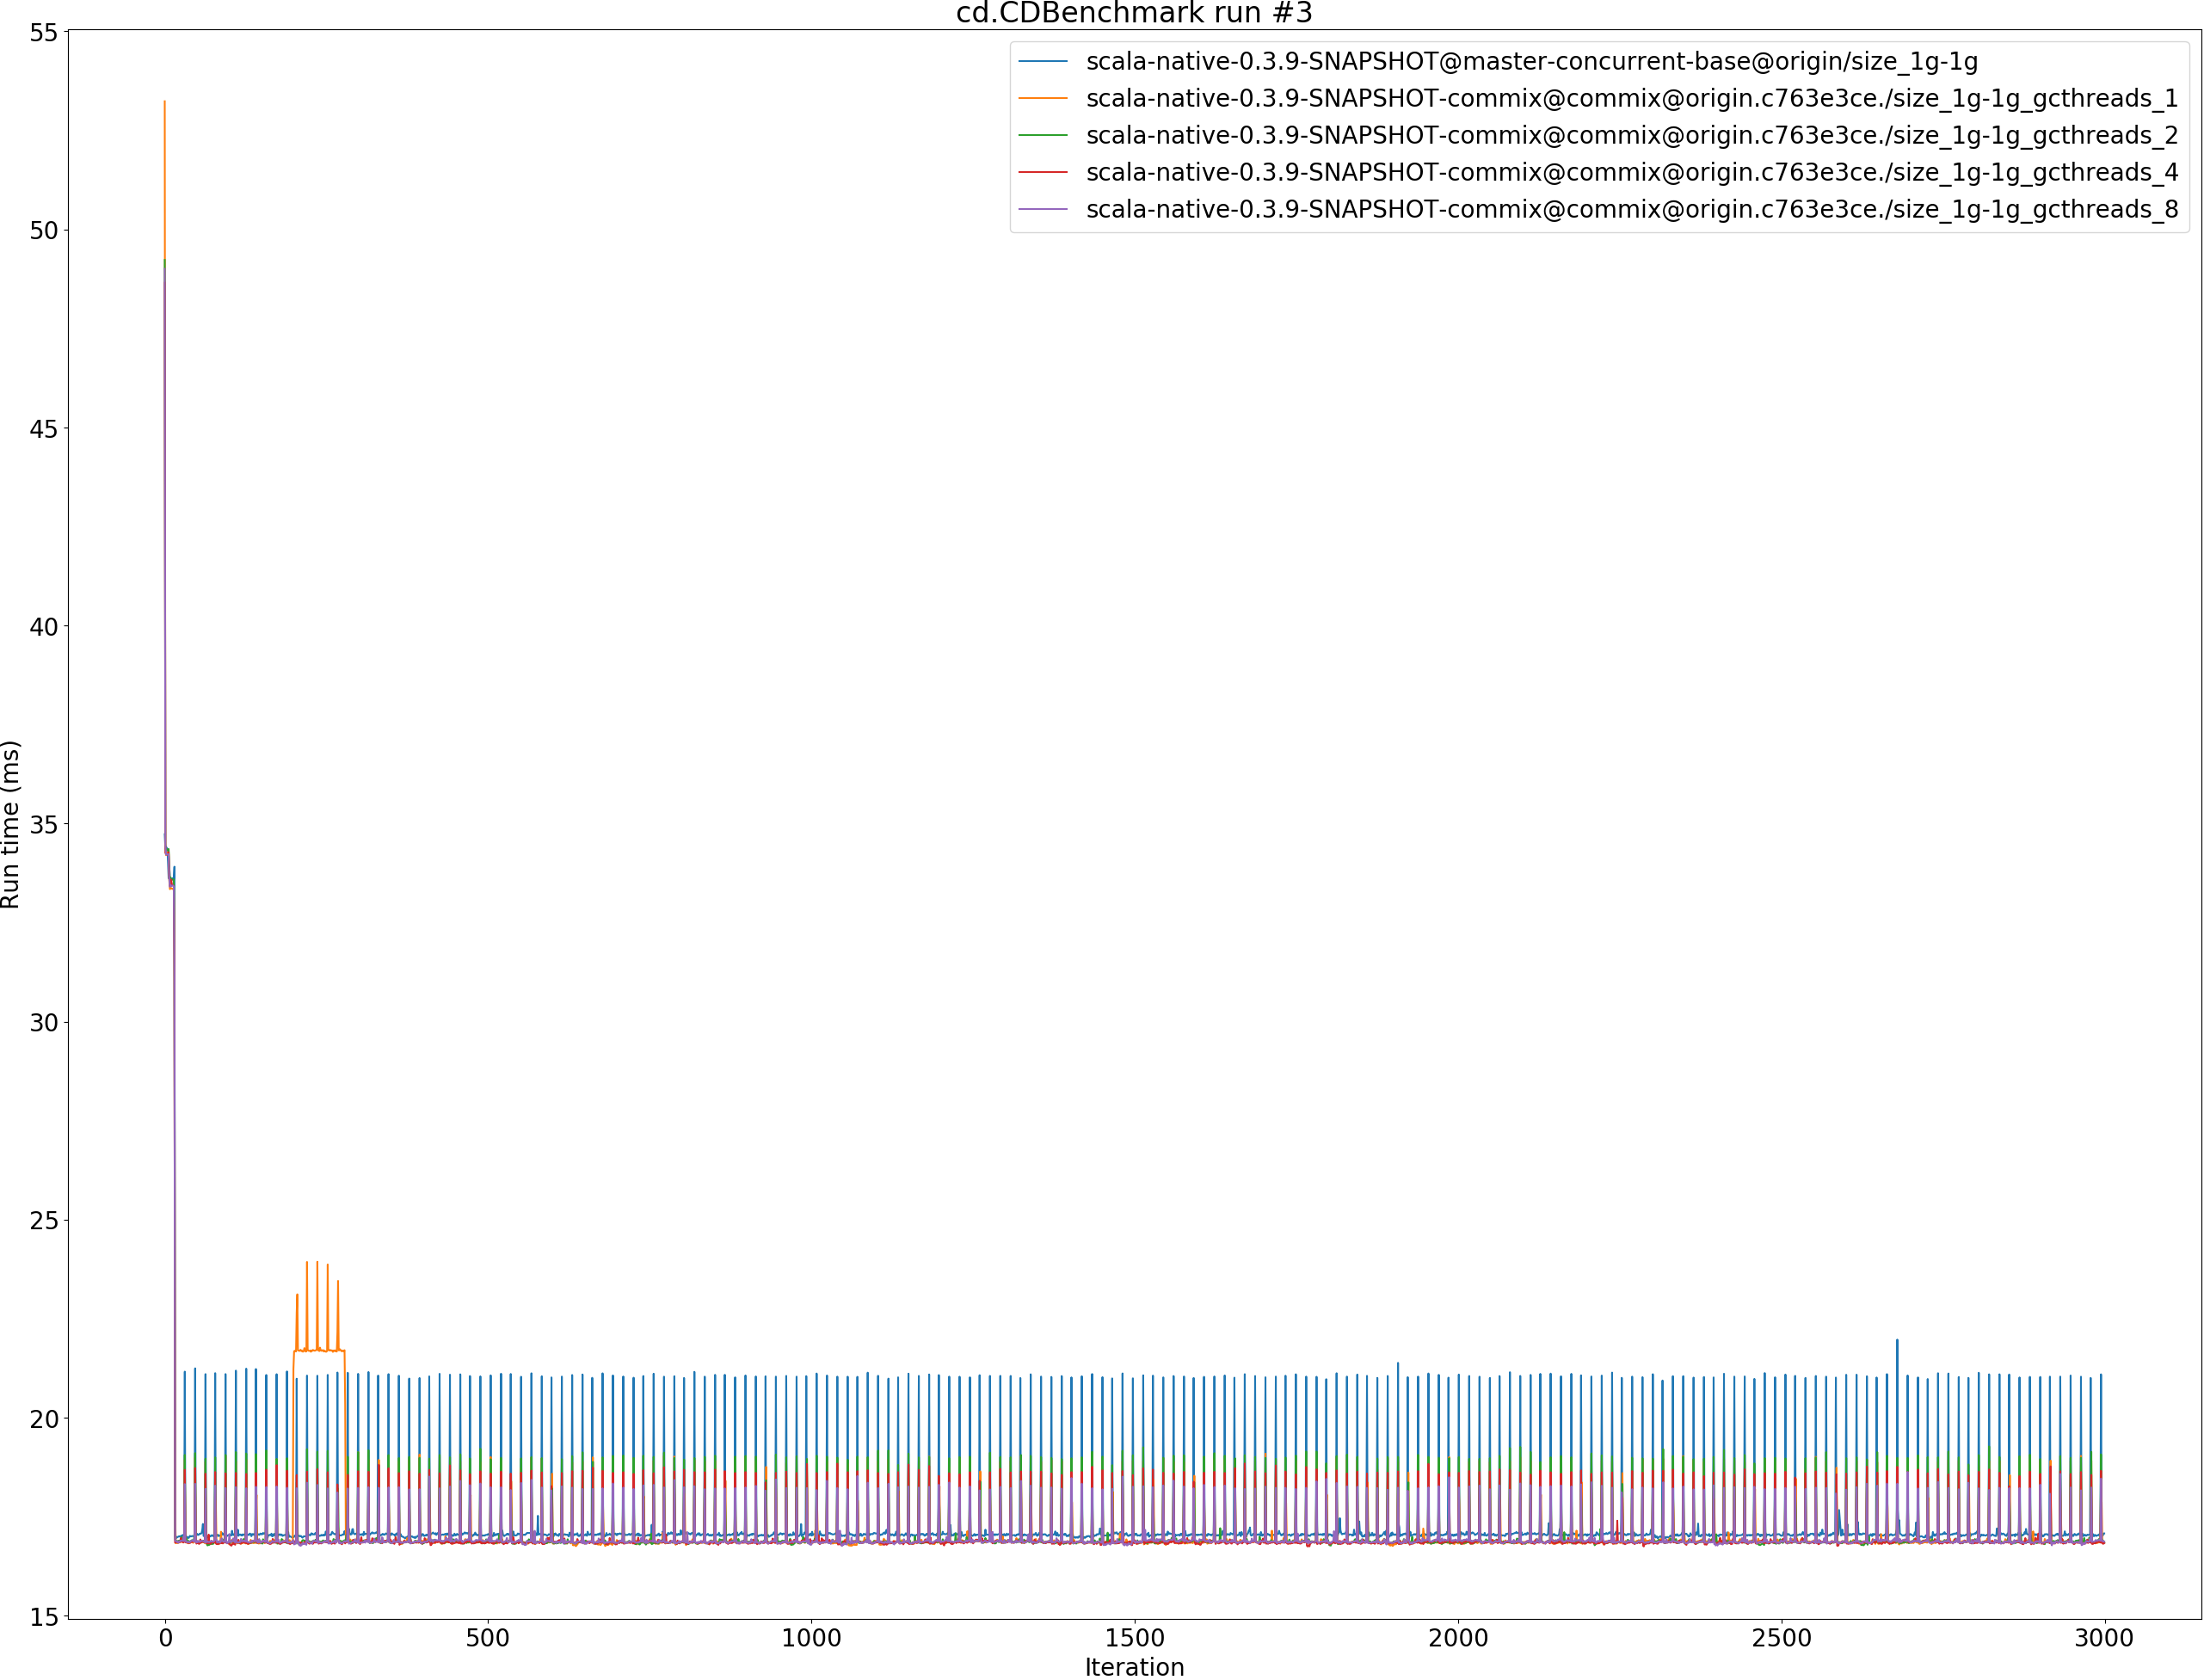 cd.CDBenchmark run #3
55
50
45
40
35
30
25
20
15
Run time (ms)
scala-native-0.3.9-SNAPSHOT@master-concurrent-base@origin/size_1g-1g
scala-native-0.3.9-SNAPSHOT-commix@commix@origin.c763e3ce./size_1g-1g_gcthreads_1
scala-native-0.3.9-SNAPSHOT-commix@commix@origin.c763e3ce./size_1g-1g_gcthreads_2
scala-native-0.3.9-SNAPSHOT-commix@commix@origin.c763e3ce./size_1g-1g_gcthreads_4
scala-native-0.3.9-SNAPSHOT-commix@commix@origin.c763e3ce./size_1g-1g_gcthreads_8
0 500 1000 1500 2000 2500 3000
Iteration